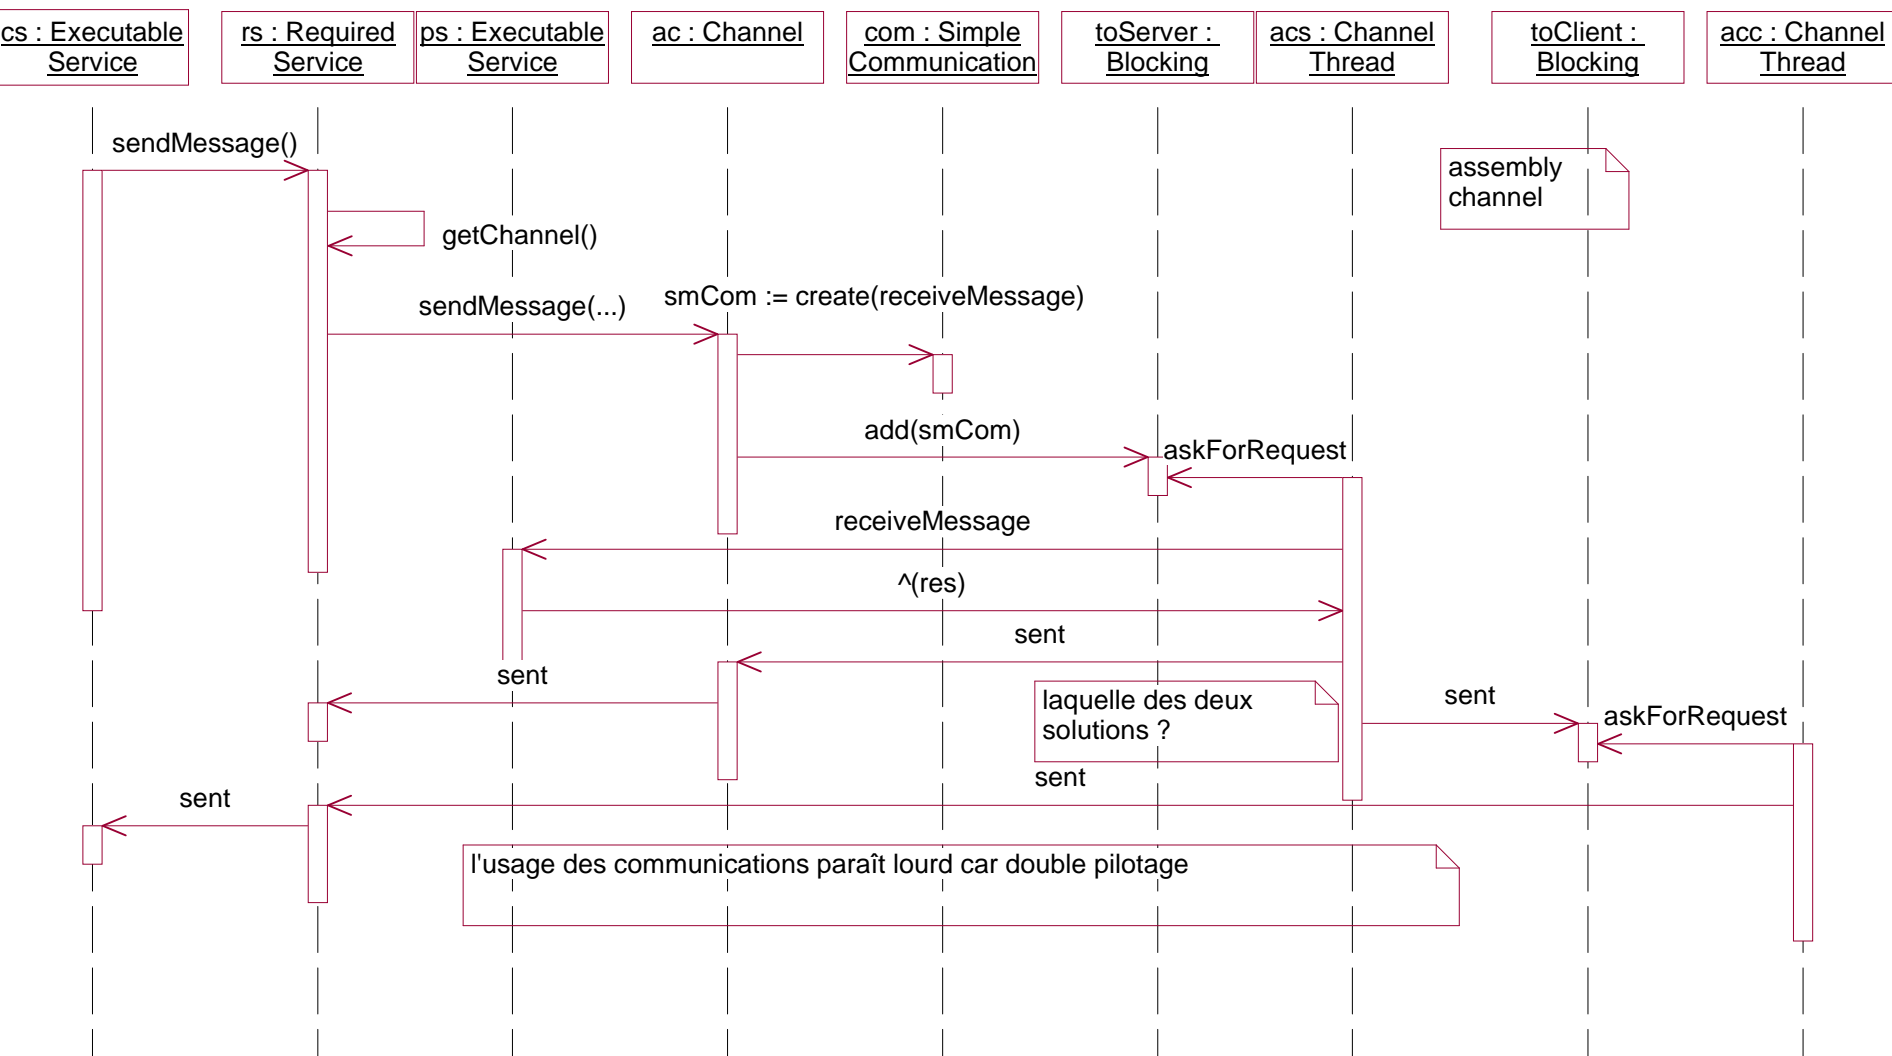 cs : Executable
Service
rs : Required
Service
ps : Executable
Service
ac : Channel
com : Simple
Communication
toServer :
Blocking
acs : Channel
Thread
toClient :
Blocking
acc : Channel
Thread
sendMessage()
assembly
channel
getChannel()
sendMessage(...)
smCom := create(receiveMessage)
add(smCom)
askForRequest
receiveMessage
^(res)
sent
sent
laquelle des deux
solutions ?
sent
askForRequest
sent
sent
l'usage des communications paraît lourd car double pilotage